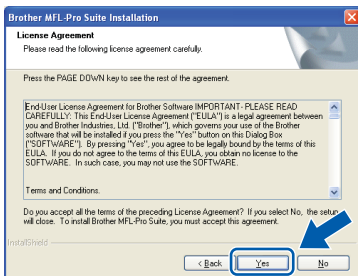 Brother MFL-Pro Suite Installation
License Agreement
Please read the following license agreement carefully.
Press the PAGE DOWN key to see the rest of the agreement.
End-User License Agreement for Brother Software IMPORTANT- PLEASE READ
CAREFULLY: This End-User License Agreement ("EULA") is a legal agreement between
you and Brother Industries, Ltd. ("Brother"), which governs your use of the Brother
software that will be installed if you press the "Yes" button on this Dialog Box
("SOFTWARE"). By pressing "Yes", you agree to be legally bound by the terms of this
EULA. If you do not agree to the terms of this EULA, you obtain no license to the
SOFTWARE. In such case, you may not use the SOFTWARE.
Terms and Conditions.
Do you accept all the terms of the preceding License Agreement? If you select No, the setup
will close. To install Brother MFL-Pro Suite, you must accept this agreement.
InstallShield
< Back
Yes
No